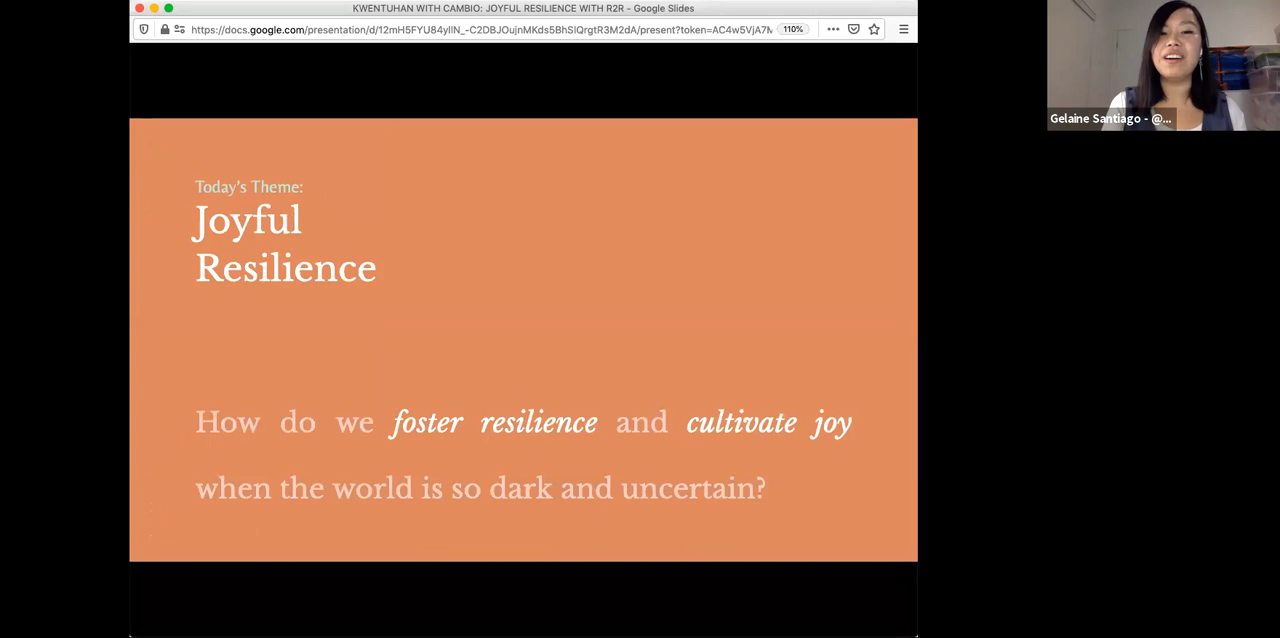 KWENTUHAN WITH CAMBIO: JOYFUL RESILIENCE WITH R2R - Google Slides
110%
Gelaine Santiago - @...
Today's Theme:
Joyful
Resilience
How do we foster resilience and cultivate joy
when the world is so dark and uncertain?